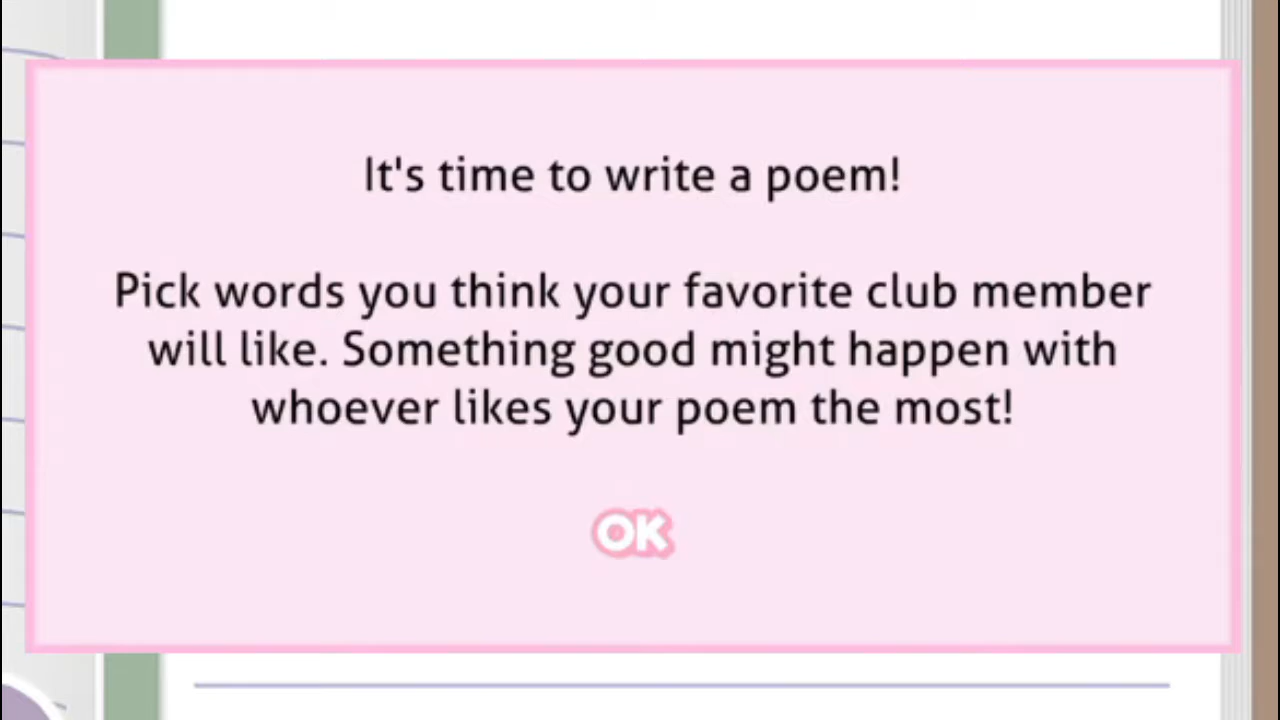 It's time to write a poem!
Pick words you think your favorite club member
will like. Something good might happen with
whoever likes your poem the most!
OK